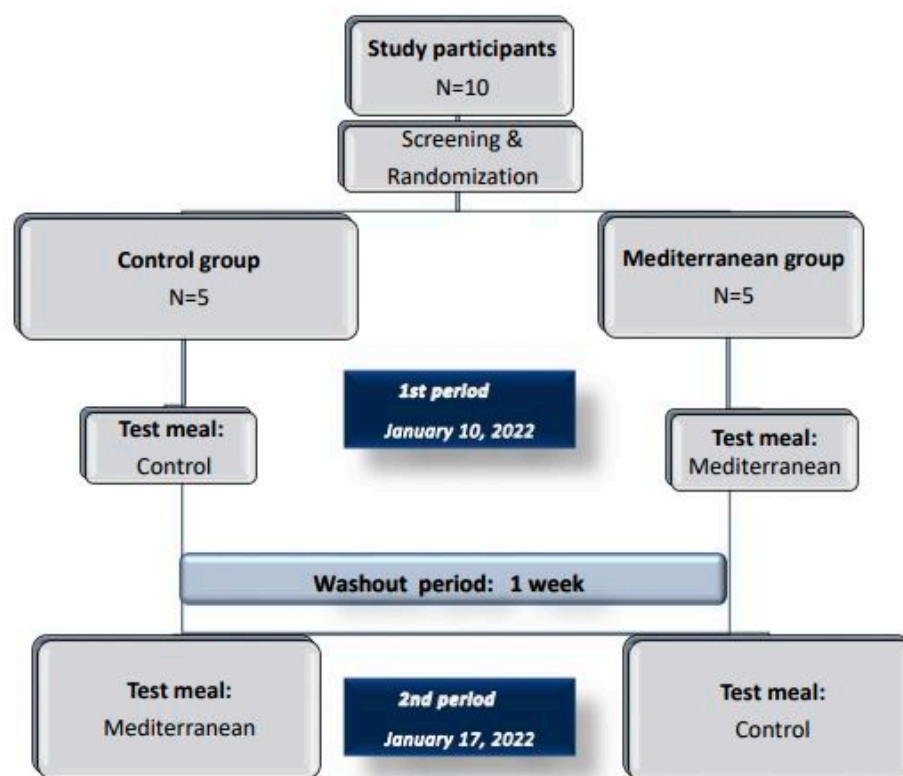 Study participants
N=10
Screening &
Randomization
Control group
N=5
Mediterranean group
N=5
1st period
January 10, 2022
Test meal:
Control
Test meal:
Mediterranean
Washout period: 1 week
Test meal:
Mediterranean
2nd period
January 17, 2022
Test meal:
Control